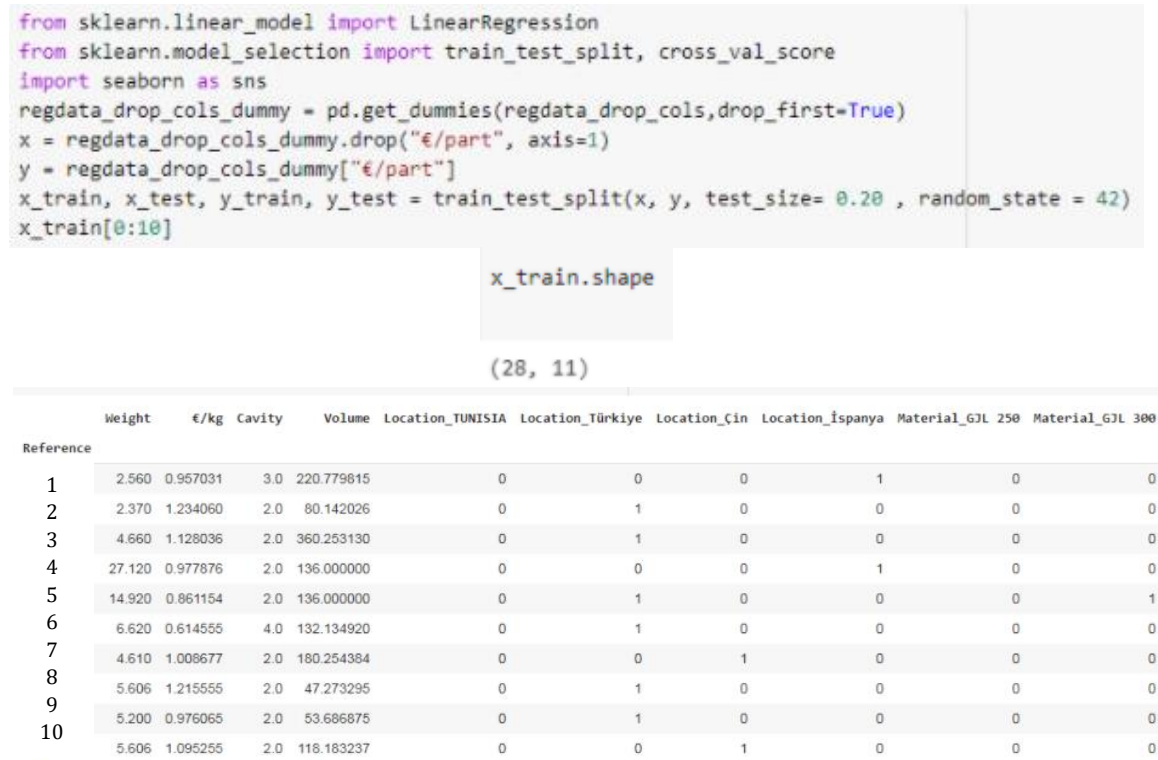 from sklearn.linear_model import LinearRegression
from sklearn.model_selection import train_test_split, cross_val_score
import seaborn as sns
regdata_drop_cols_dummy = pd.get_dummies(regdata_drop_cols,drop_first=True)
x = regdata_drop_cols_dummy.drop("€/part", axis=1)
y = regdata_drop_cols_dummy["€/part"]
x_train, x_test, y_train, y_test = train_test_split(x, y, test_size= 0.20 , random_state = 42)
x_train[0:10]
x_train.shape
(28, 11)
Weight €/kg Cavity Volume Location_TUNISIA Location_Türkiye Location_Çin Location_İspanya Material_GJL 250 Material_GJL 300
Reference
1 2.560 0.957031 3.0 220.779815 0 0 0 1 0 0
2 2.370 1.234060 2.0 80.142026 0 1 0 0 0 0
3 4.660 1.128036 2.0 360.253130 0 1 0 0 0 0
4 27.120 0.977876 2.0 136.000000 0 0 0 1 0 0
5 14.920 0.861154 2.0 136.000000 0 1 0 0 0 1
6 6.620 0.614555 4.0 132.134920 0 1 0 0 0 0
7 4.610 1.008677 2.0 180.254384 0 0 1 0 0 0
8 5.606 1.215555 2.0 47.273295 0 1 0 0 0 0
9 5.200 0.976065 2.0 53.686875 0 1 0 0 0 0
10 5.606 1.095255 2.0 118.183237 0 0 1 0 0 0